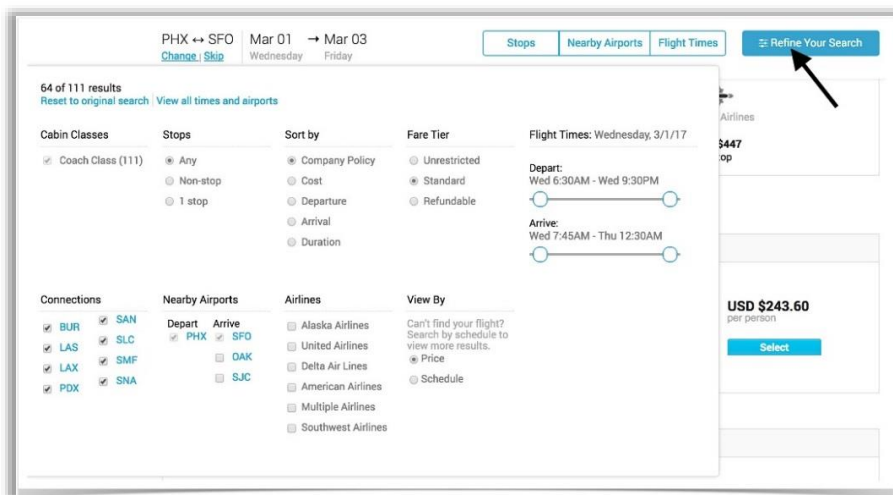 PHX ↔ SFO
Mar 01 → Mar 03
Change | Skip
Wednesday Friday
Stops
Nearby Airports
Flight Times
Refine Your Search
64 of 111 results
Reset to original search | View all times and airports
Cabin Classes
Coach Class (111)
Stops
Any
Non-stop
1 stop
Sort by
Company Policy
Cost
Departure
Arrival
Duration
Fare Tier
Unrestricted
Standard
Refundable
Flight Times: Wednesday, 3/1/17
Depart:
Wed 6:30AM - Wed 9:30PM
Arrive:
Wed 7:45AM - Thu 12:30AM
Airlines
$447
op
Connections
BUR
LAS
LAX
PDX
SAN
SLC
SMF
SNA
Nearby Airports
Depart Arrive
PHX SFO
OAK
SJC
Airlines
Alaska Airlines
United Airlines
Delta Air Lines
American Airlines
Multiple Airlines
Southwest Airlines
View By
Can't find your flight?
Search by schedule to
view more results.
Price
Schedule
USD $243.60
per person
Select